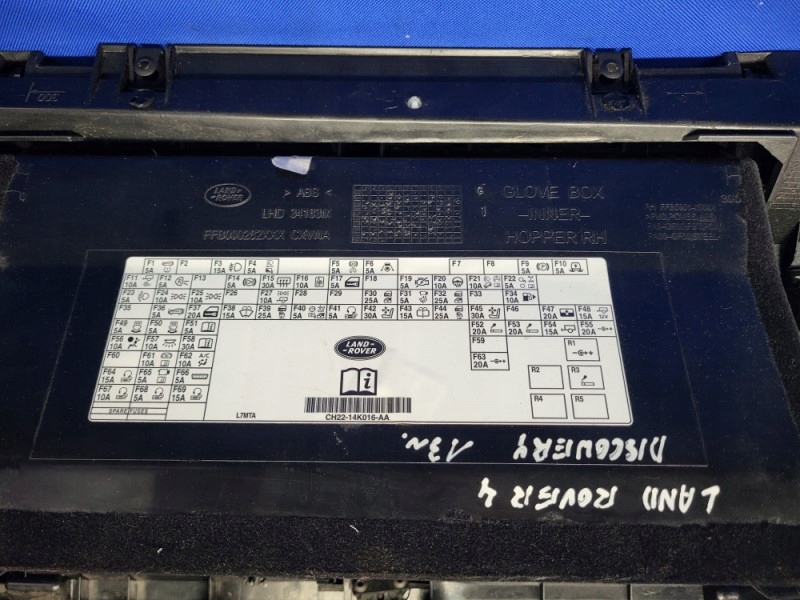 LAND-
ROVER
> ABS <
LHD 34183M
FFB000262XXX CXVMA
G
1
GLOVE BOX
-INNER-
HOPPER RH
F1 5A F2 F3 15A F4 5A F5 5A F6 5A F7 F8 F9 5A F10 5A
F11 10A F12 5A F13 F14 5A F15 30A F16 10A F17 5A F18 F19 5A F20 10A F21 10A F22 5A
F23 5A F24 10A F25 10A F26 F27 10A F28 F29 F30 25A F31 5A F32 25A F33 F34 10A
F35 F36 5A F37 20A F38 15A F39 25A F40 5A F41 5A F42 30A F43 15A F44 25A F45 30A F46 F47 20A F48 15A
F49 5A F50 5A F51 5A F52 20A F53 20A F54 15A F55 20A
F56 10A F57 10A F58 30A F59
F60 F61 10A F62 10A A/C F63 20A
F64 15A F65 5A F66 5A
F67 10A F68 5A F69 15A
SPARE FUSES
R1
R2 R3
R4 R5
LAND-
ROVER
i
L7MTA
CH22-14K016-AA
DISCOVERY 13n.
LAND ROVER 4